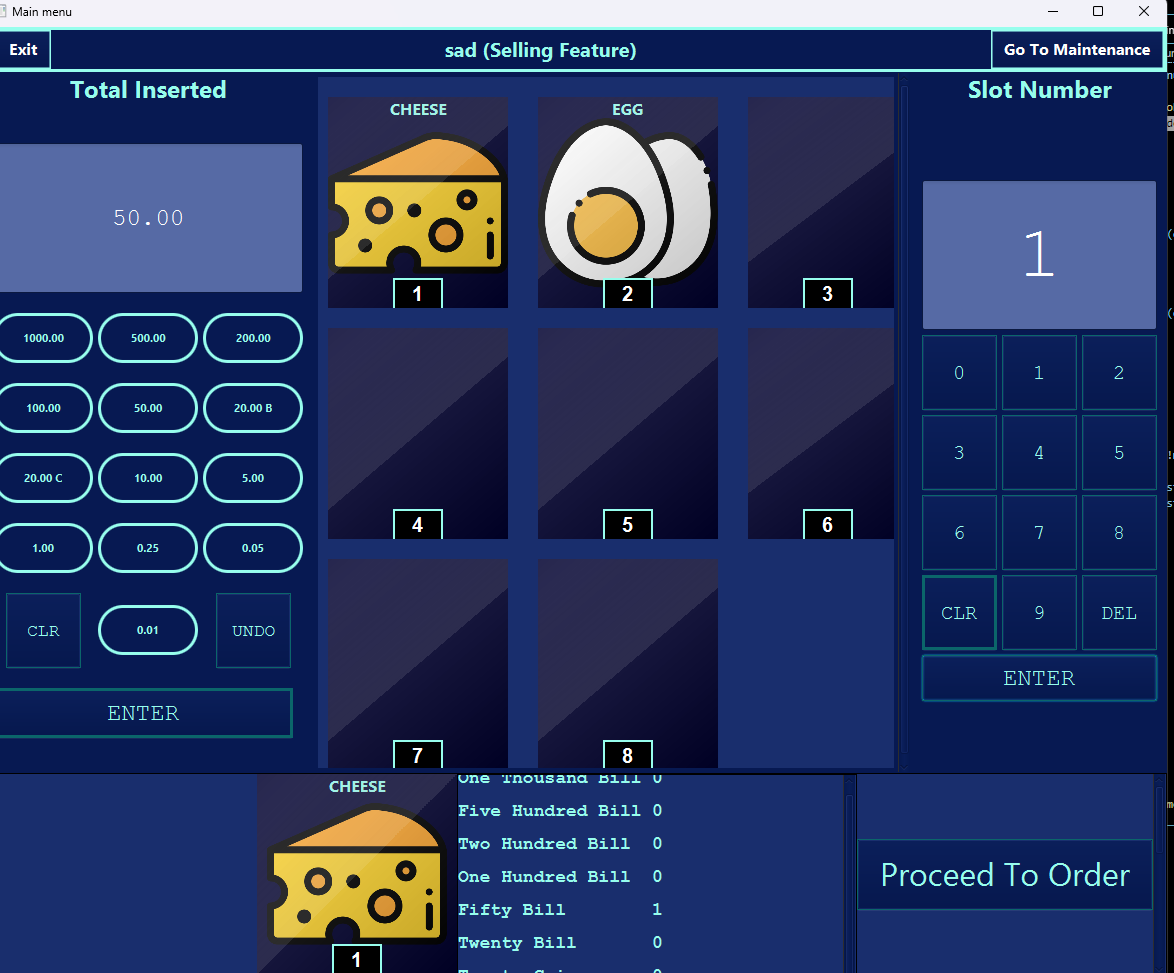 Main menu
Exit
sad (Selling Feature)
Go To Maintenance
Total Inserted
50.00
1000.00 500.00 200.00
100.00 50.00 20.00 B
20.00 C 10.00 5.00
1.00 0.25 0.05
CLR 0.01 UNDO
ENTER
CHEESE
1
EGG
2
3
4
5
6
7
8
Slot Number
1
0 1 2
3 4 5
6 7 8
CLR 9 DEL
ENTER
CHEESE
1
One Thousand Bill 0
Five Hundred Bill 0
Two Hundred Bill 0
One Hundred Bill 0
Fifty Bill 1
Twenty Bill 0
Proceed To Order